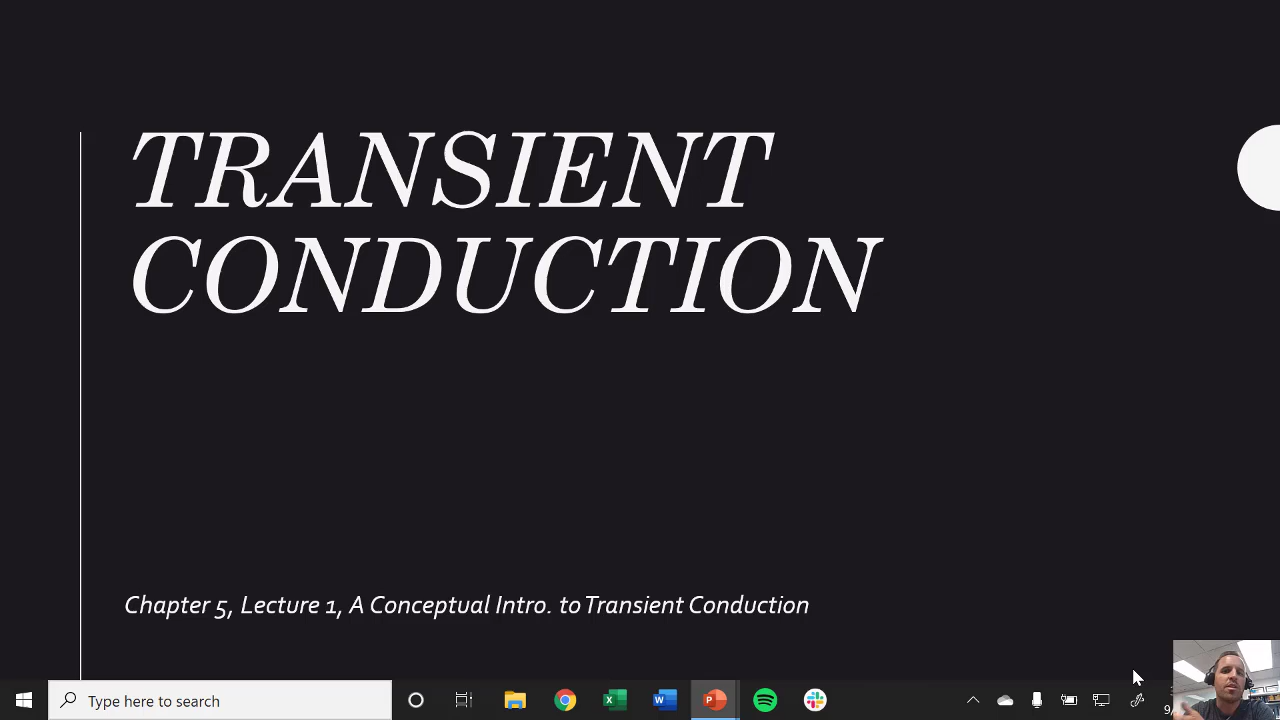 TRANSIENT
CONDUCTION
Chapter 5, Lecture 1, A Conceptual Intro. to Transient Conduction
Type here to search